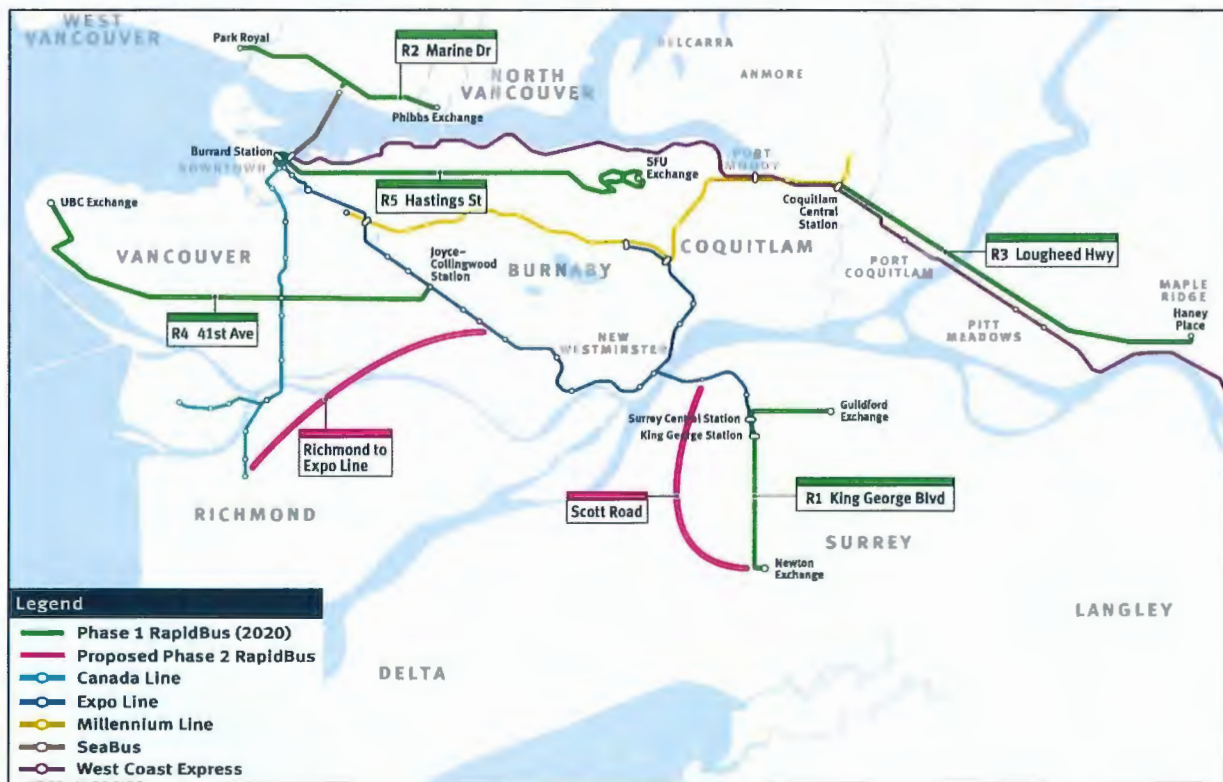 WEST
VANCOUVER
Park Royal
R2 Marine Dr
NORTH
VANCOUVER
BELCARRA
ANMORE
Phibbs Exchange
Burrard Station
DOWNTOWN
SFU
Exchange
PORT
MOODY
R5 Hastings St
UBC Exchange
Coquitlam
Central
Station
VANCOUVER
Joyce–
Collingwood
Station
BURNABY
COQUITLAM
R3 Lougheed Hwy
PORT
COQUITLAM
MAPLE
RIDGE
Haney
Place
R4 41st Ave
NEW
WESTMINSTER
PITT
MEADOWS
Guildford
Exchange
Surrey Central Station
King George Station
Richmond to
Expo Line
Scott Road
R1 King George Blvd
RICHMOND
SURREY
Newton
Exchange
LANGLEY
DELTA
Legend
Phase 1 RapidBus (2020)
Proposed Phase 2 RapidBus
Canada Line
Expo Line
Millennium Line
SeaBus
West Coast Express